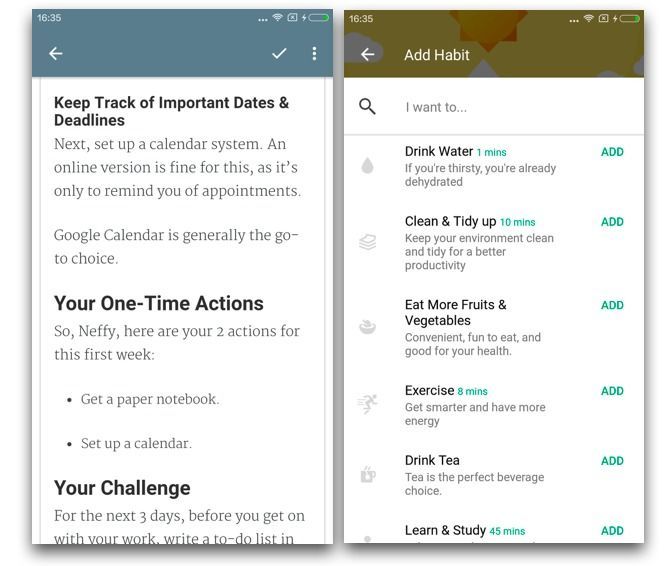 16:35
Keep Track of Important Dates &
Deadlines
Next, set up a calendar system. An
online version is fine for this, as it's
only to remind you of appointments.
Google Calendar is generally the go-
to choice.
Your One-Time Actions
So, Neffy, here are your 2 actions for
this first week:
• Get a paper notebook.
• Set up a calendar.
Your Challenge
For the next 3 days, before you get on
with your work, write a to-do list in
16:35
Add Habit
I want to...
Drink Water 1 mins
ADD
If you're thirsty, you're already
dehydrated
Clean & Tidy up 10 mins
ADD
Keep your environment clean
and tidy for a better
productivity
Eat More Fruits &
Vegetables
ADD
Convenient, fun to eat, and
good for your health.
Exercise 8 mins
ADD
Get smarter and have more
energy
Drink Tea
ADD
Tea is the perfect beverage
choice.
Learn & Study 45 mins
ADD